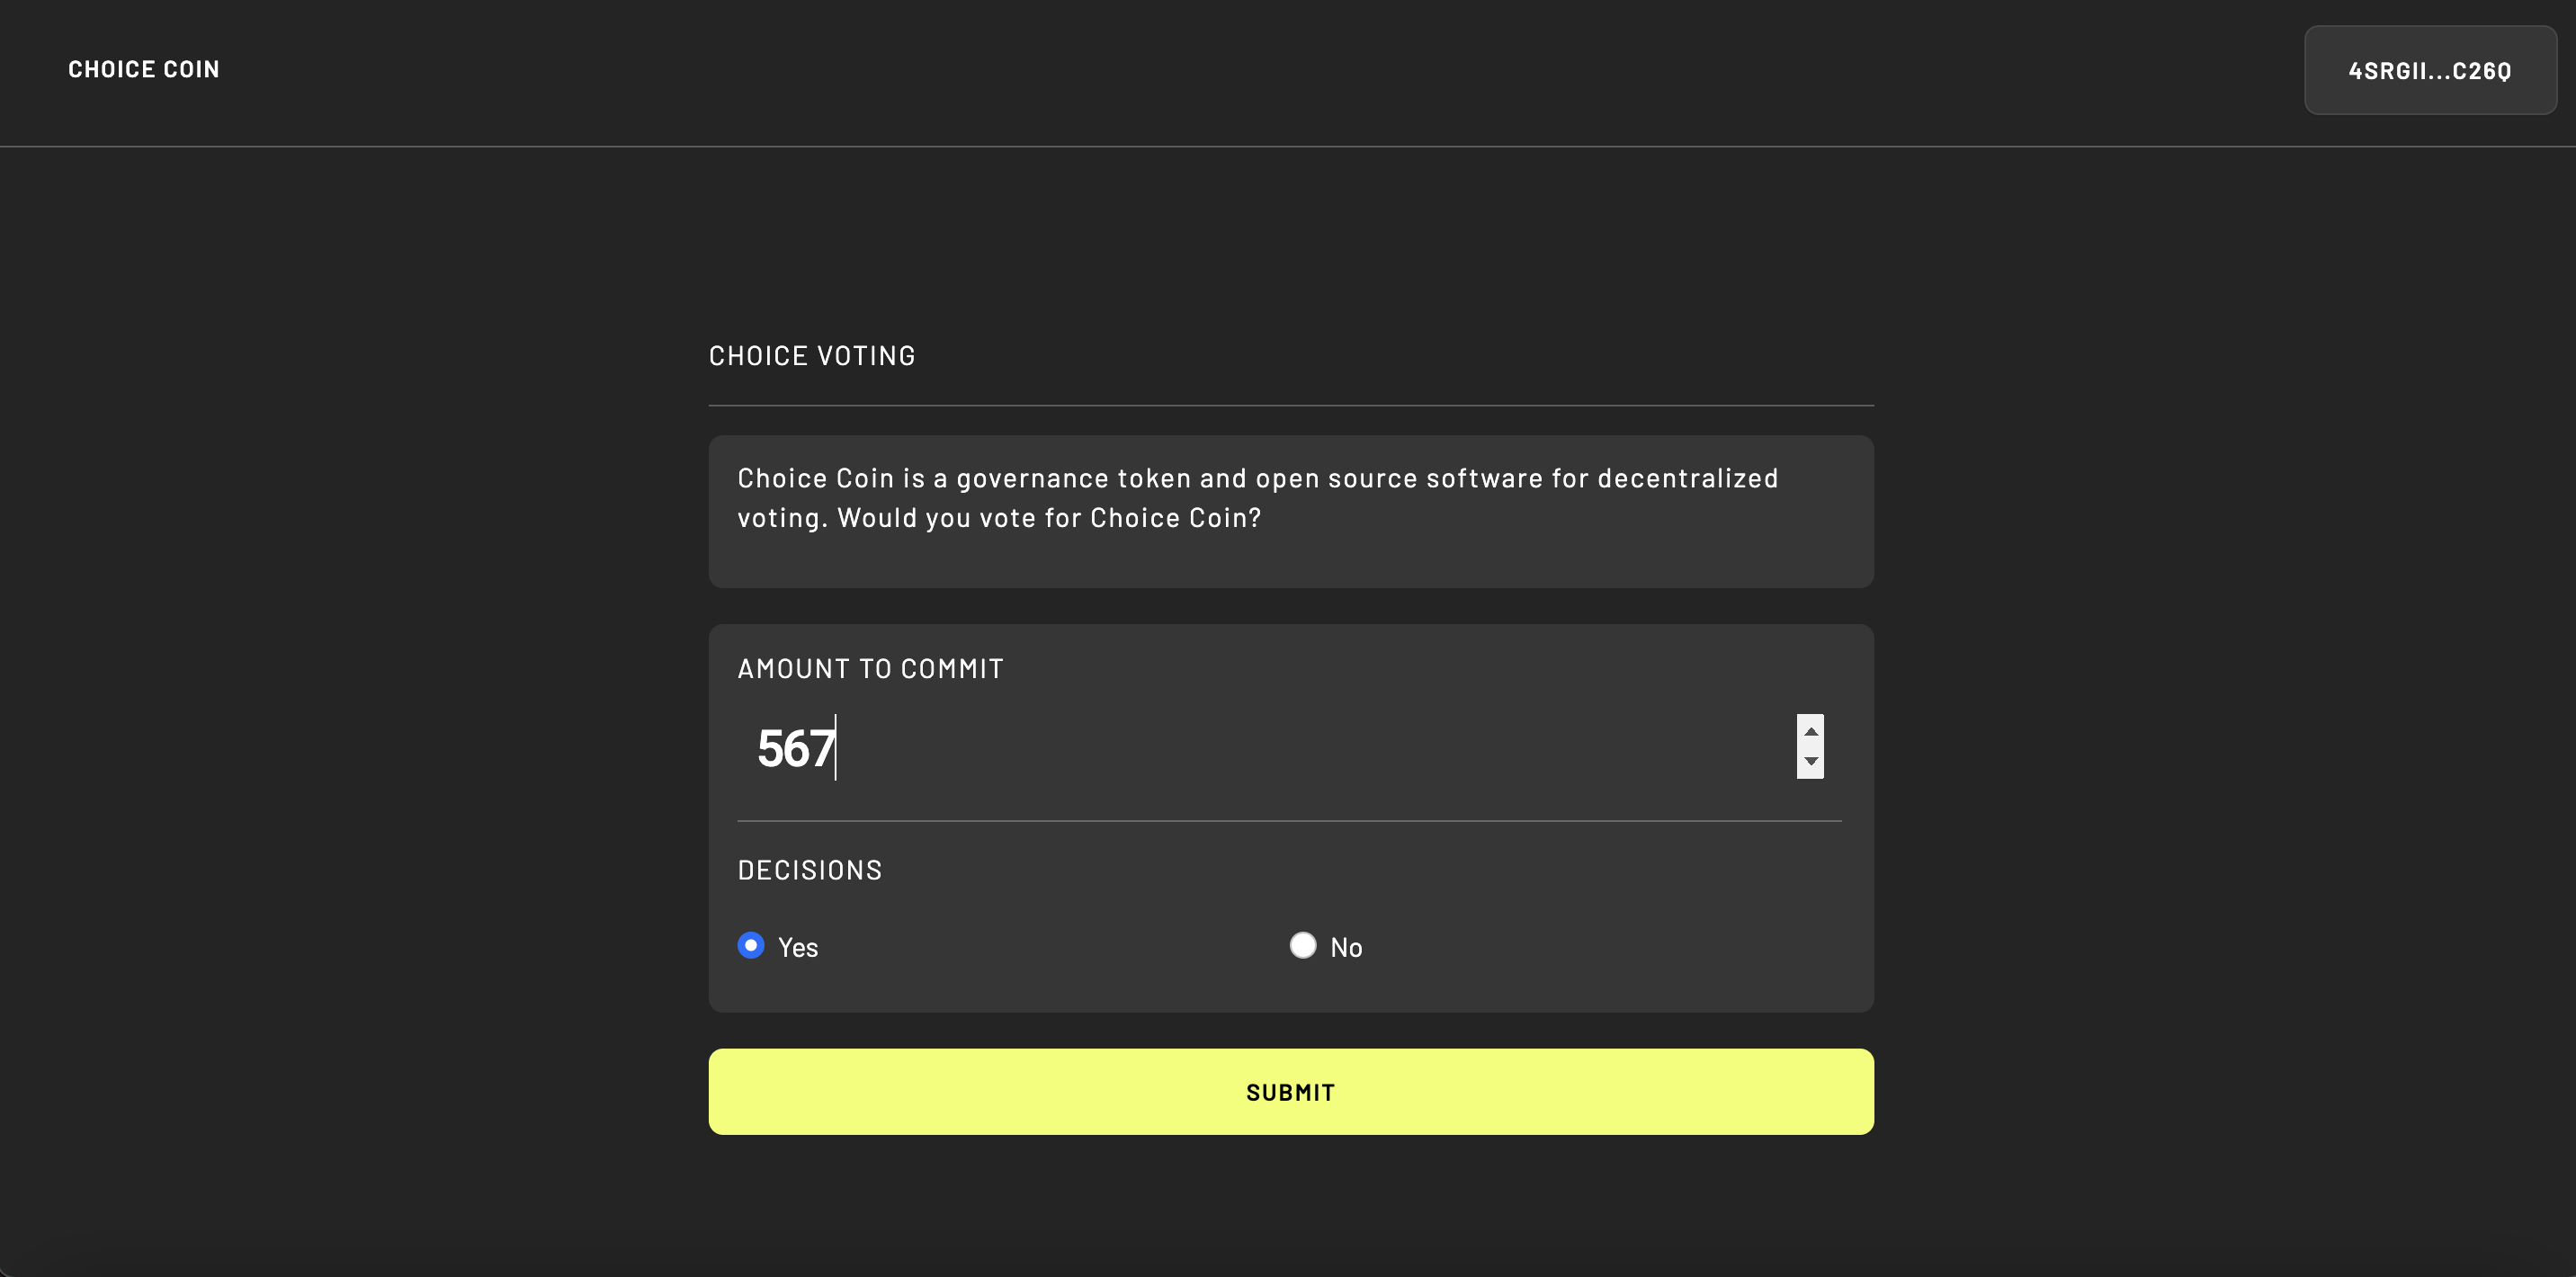 CHOICE COIN
4SRGII...C26Q
CHOICE VOTING
Choice Coin is a governance token and open source software for decentralized
voting. Would you vote for Choice Coin?
AMOUNT TO COMMIT
567
DECISIONS
Yes
No
SUBMIT